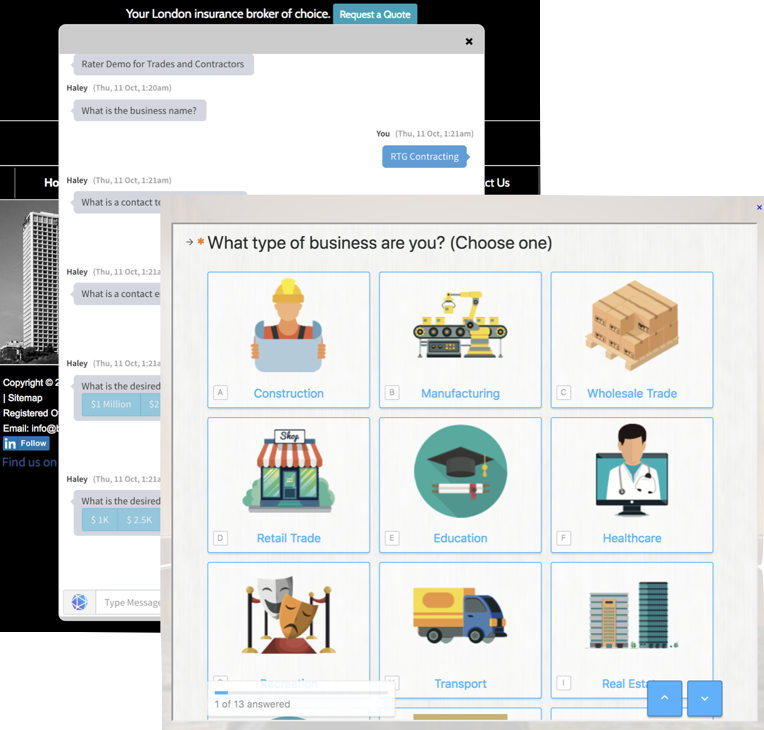 Your London insurance broker of choice.
Request a Quote
Rater Demo for Trades and Contractors
Haley (Thu, 11 Oct, 1:20am)
What is the business name?
You (Thu, 11 Oct, 1:21am)
RTG Contracting
Haley (Thu, 11 Oct, 1:21am)
What is a contact te
Haley (Thu, 11 Oct, 1:21a
What is a contact e
Haley (Thu, 11 Oct, 1:21a
What is the desired
$1 Million $2
Haley (Thu, 11 Oct, 1:21a
What is the desired
$ 1K $ 2.5K
Type Message
Ho
ct Us
Copyright © 2
| Sitemap
Registered O
Email: info@b
in Follow
Find us on
* What type of business are you? (Choose one)
A Construction
B Manufacturing
C Wholesale Trade
Shop
D Retail Trade
E Education
F Healthcare
G Recreation
H Transport
I Real Est
1 of 13 answered